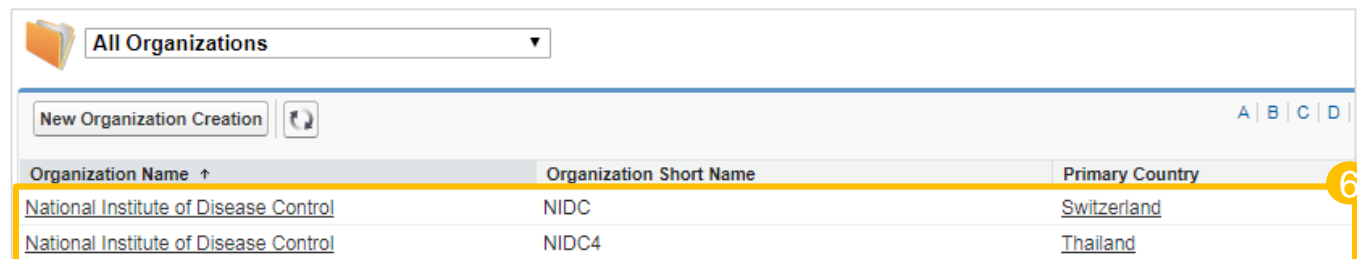 All Organizations ▼
New Organization Creation A | B | C | D |
Organization Name ↑ Organization Short Name Primary Country
6
National Institute of Disease Control NIDC Switzerland
National Institute of Disease Control NIDC4 Thailand